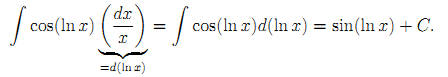 ∫ cos(ln x) (dx/x) = ∫ cos(ln x)d(ln x) = sin(ln x) + C.
=d(ln x)